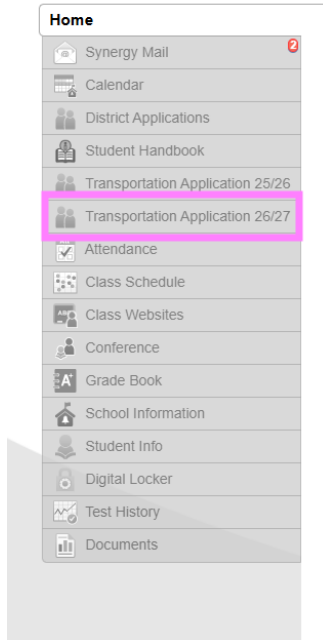 Home
Synergy Mail
2
Calendar
District Applications
Student Handbook
Transportation Application 25/26
Transportation Application 26/27
Attendance
Class Schedule
Class Websites
Conference
Grade Book
School Information
Student Info
Digital Locker
Test History
Documents